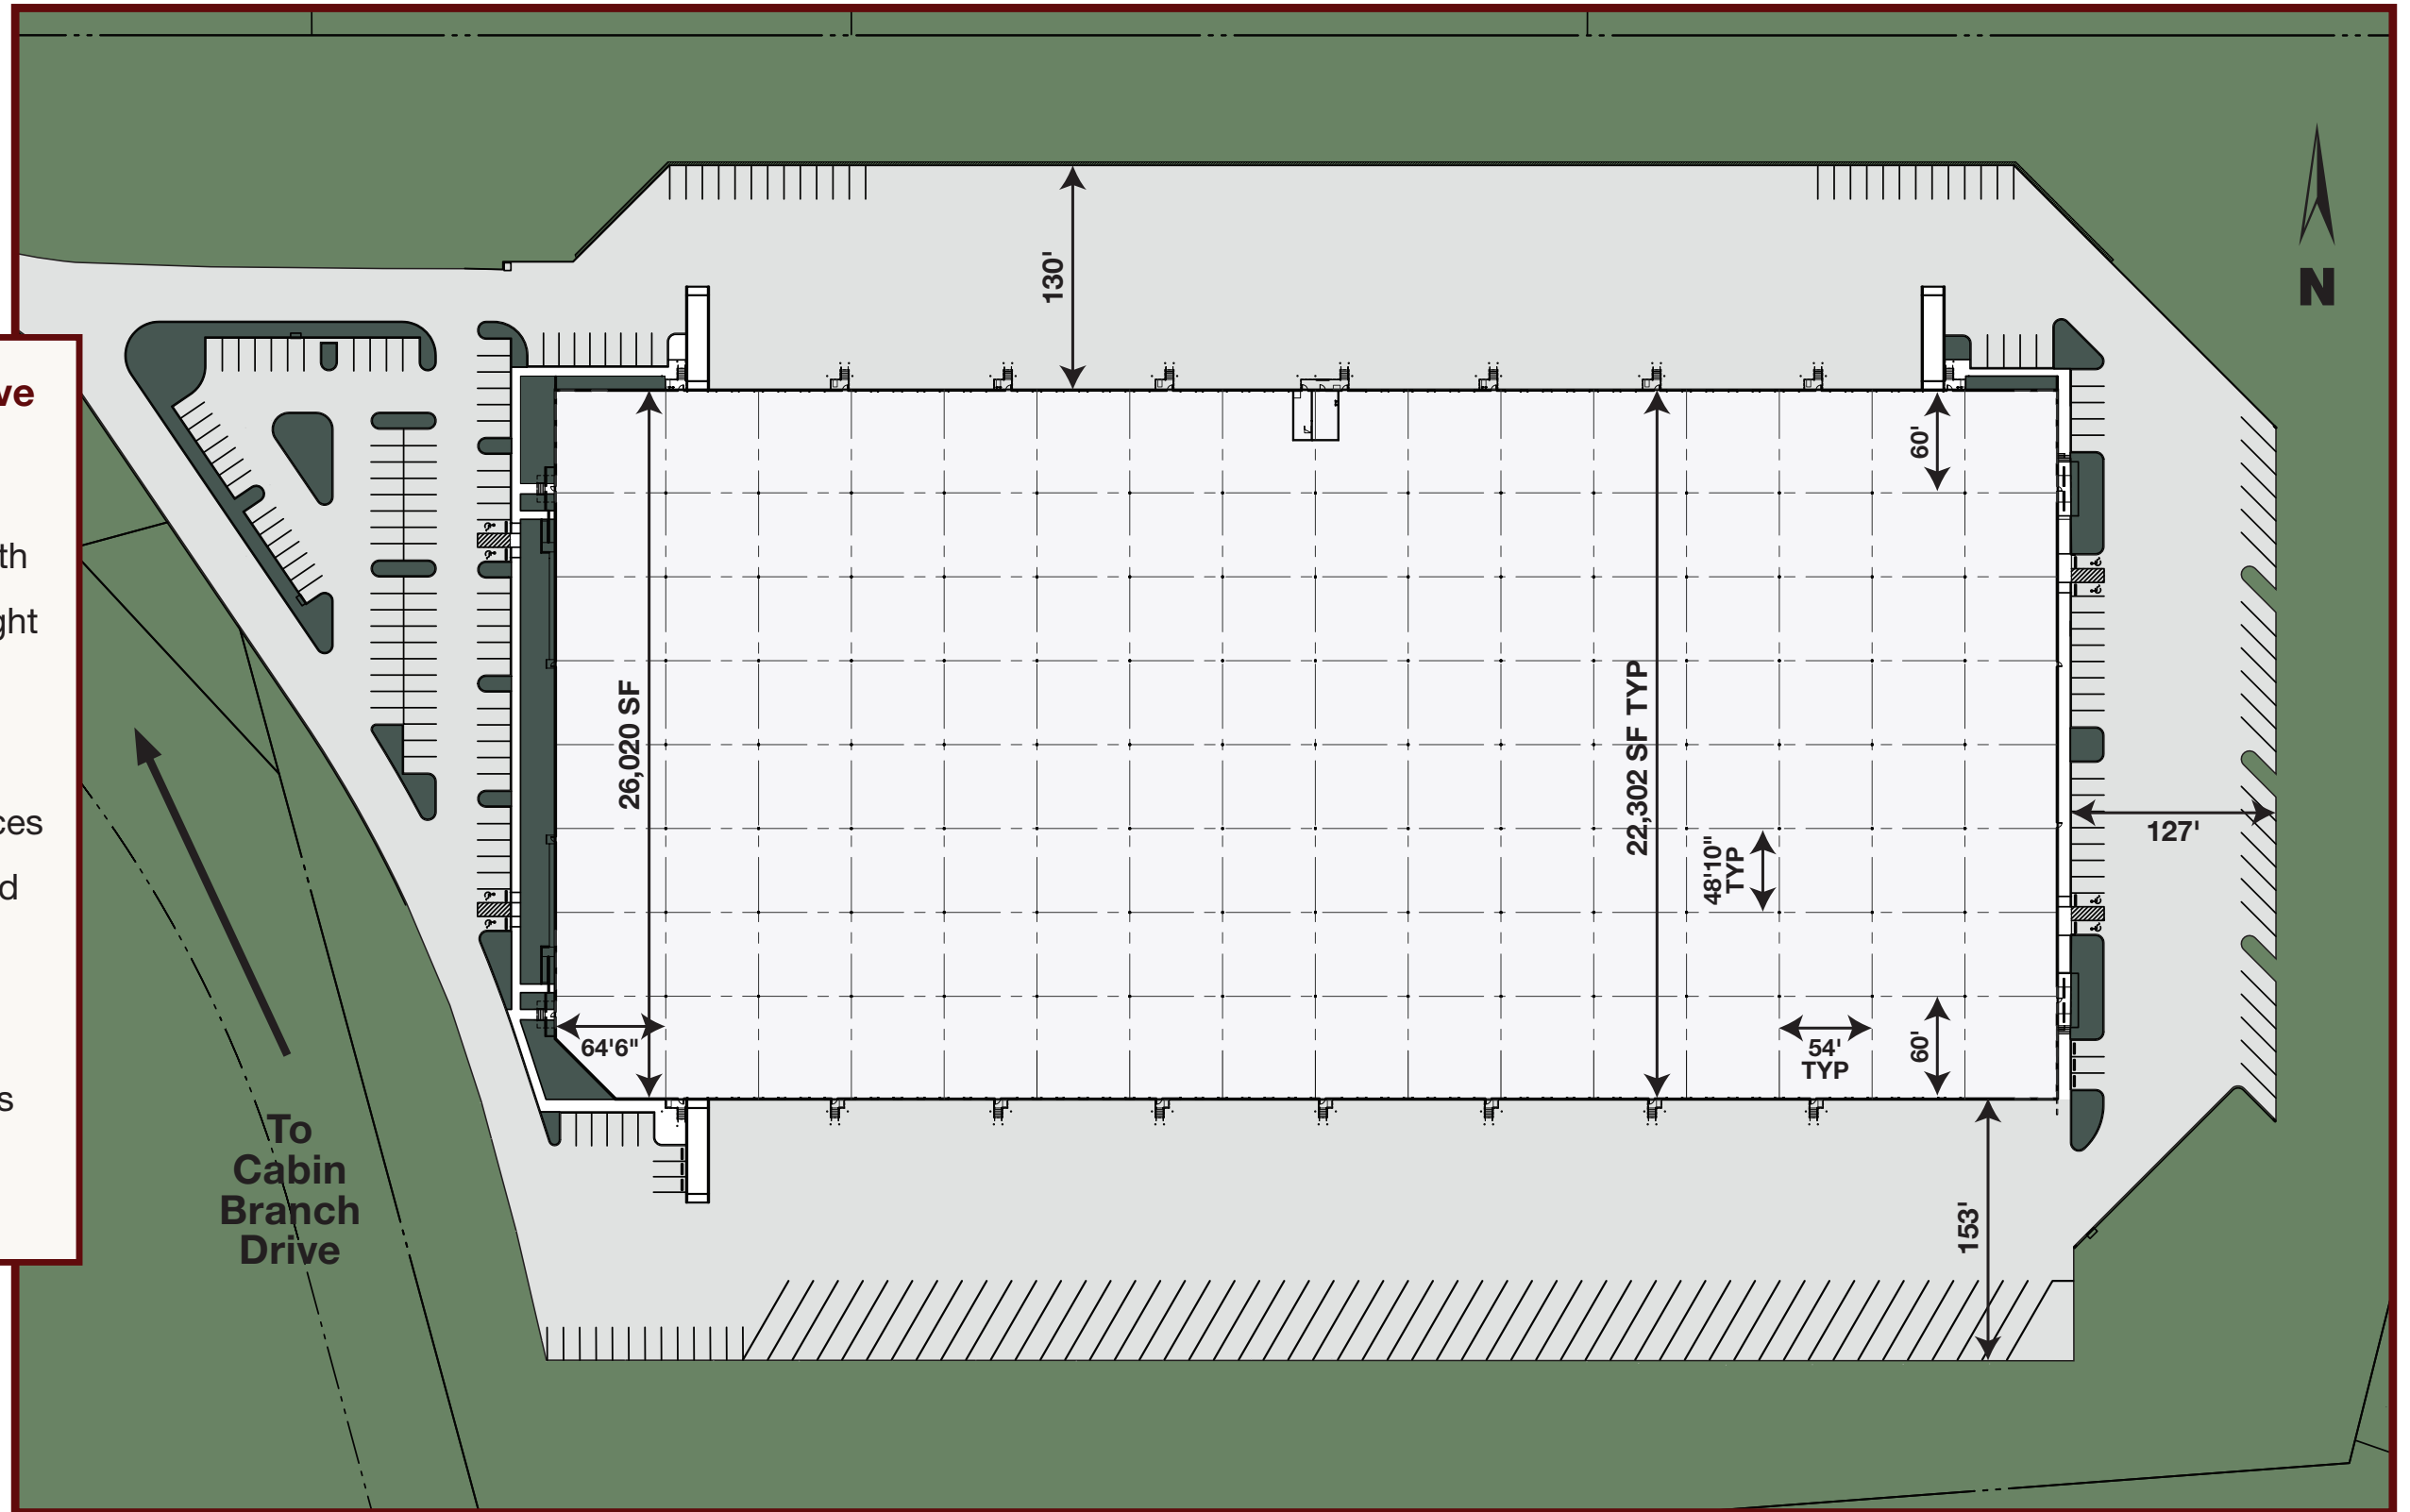 ve
th
ght
ces
d
s
To
Cabin
Branch
Drive
130'
N
60'
26,020 SF
22,302 SF TYP
48'10"
TYP
127'
64'6"
54'
TYP
60'
153'